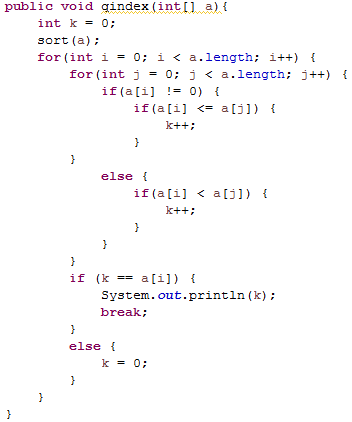 public void gindex(int[] a){
    int k = 0;
    sort(a);
    for(int i = 0; i < a.length; i++) {
        for(int j = 0; j < a.length; j++) {
            if(a[i] != 0) {
                if(a[i] <= a[j]) {
                    k++;
                }
        }
            else {
                if(a[i] < a[j]) {
                    k++;
                }
            }
        }
        if (k == a[i]) {
            System.out.println(k);
            break;
        }
        else {
            k = 0;
        }
    }
}